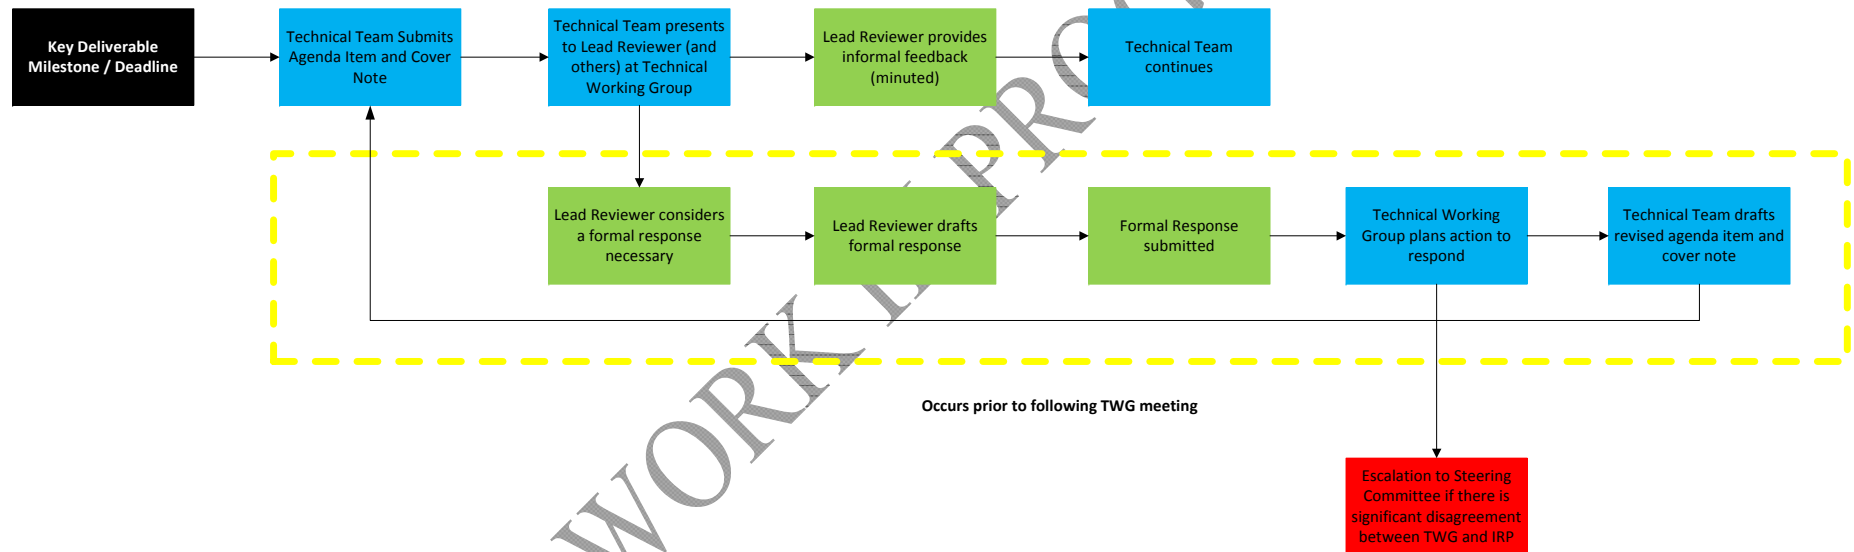 Key Deliverable
Milestone / Deadline
Technical Team Submits
Agenda Item and Cover
Note
Technical Team presents
to Lead Reviewer (and
others) at Technical
Working Group
Lead Reviewer provides
informal feedback
(minuted)
Technical Team
continues
Lead Reviewer considers
a formal response
necessary
Lead Reviewer drafts
formal response
Formal Response
submitted
Technical Working
Group plans action to
respond
Technical Team drafts
revised agenda item and
cover note
Occurs prior to following TWG meeting
Escalation to Steering
Committee if there is
significant disagreement
between TWG and IRP
WORK